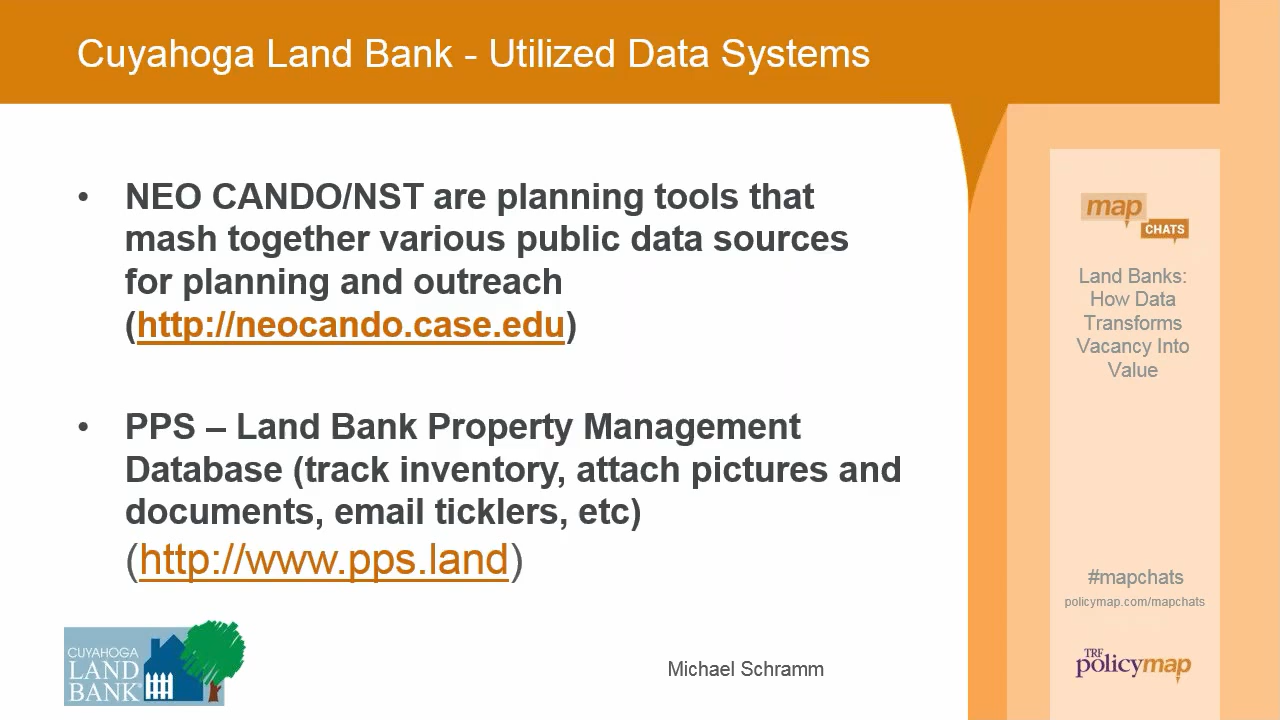 Cuyahoga Land Bank - Utilized Data Systems
• NEO CANDO/NST are planning tools that
mash together various public data sources
for planning and outreach
(http://neocando.case.edu)
• PPS – Land Bank Property Management
Database (track inventory, attach pictures and
documents, email ticklers, etc)
(http://www.pps.land)
CUYAHOGA
LAND
BANK®
Michael Schramm
map
CHATS
Land Banks:
How Data
Transforms
Vacancy Into
Value
#mapchats
policymap.com/mapchats
TRF
policymap